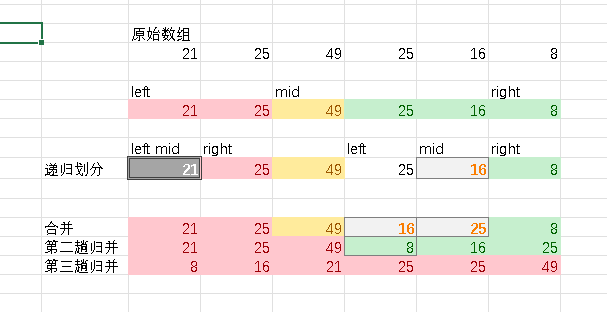 原始数组
21 25 49 25 16 8
left mid right
21 25 49 25 16 8
left mid right left mid right
递归划分 21 25 49 25 16 8
合并 21 25 49 16 25 8
第二趟归并 21 25 49 8 16 25
第三趟归并 8 16 21 25 25 49